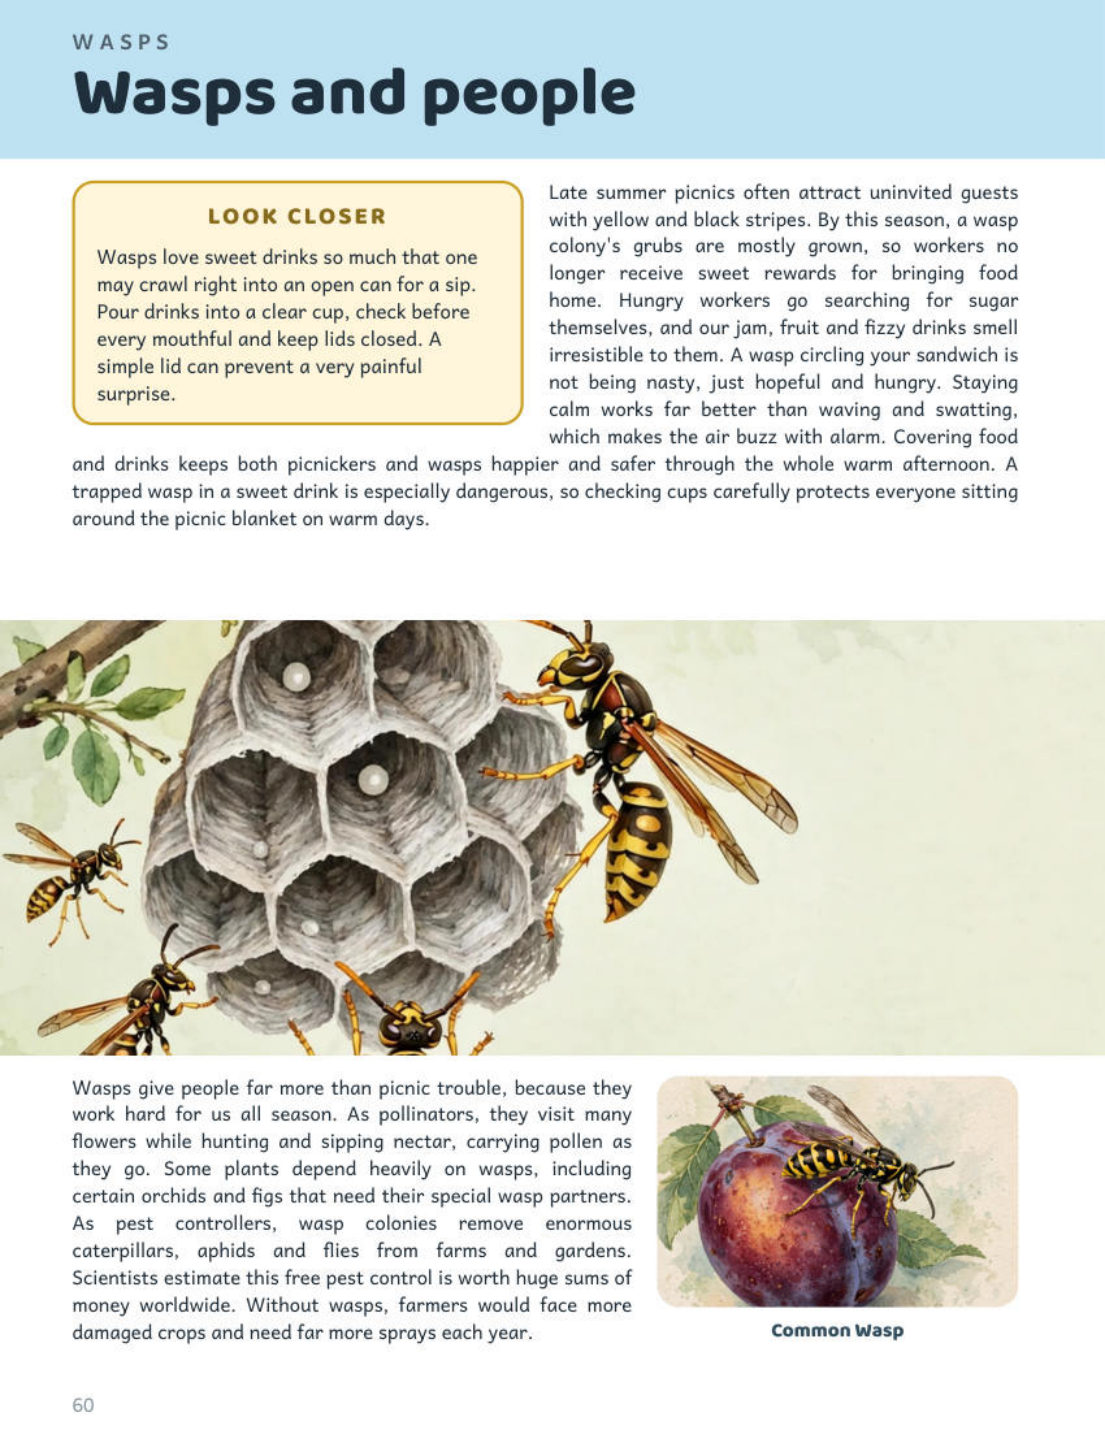 WASPS
Wasps and people
LOOK CLOSER
Wasps love sweet drinks so much that one
may crawl right into an open can for a sip.
Pour drinks into a clear cup, check before
every mouthful and keep lids closed. A
simple lid can prevent a very painful
surprise.
Late summer picnics often attract uninvited guests
with yellow and black stripes. By this season, a wasp
colony's grubs are mostly grown, so workers no
longer receive sweet rewards for bringing food
home. Hungry workers go searching for sugar
themselves, and our jam, fruit and fizzy drinks smell
irresistible to them. A wasp circling your sandwich is
not being nasty, just hopeful and hungry. Staying
calm works far better than waving and swatting,
which makes the air buzz with alarm. Covering food
and drinks keeps both picnickers and wasps happier and safer through the whole warm afternoon. A
trapped wasp in a sweet drink is especially dangerous, so checking cups carefully protects everyone sitting
around the picnic blanket on warm days.
Wasps give people far more than picnic trouble, because they
work hard for us all season. As pollinators, they visit many
flowers while hunting and sipping nectar, carrying pollen as
they go. Some plants depend heavily on wasps, including
certain orchids and figs that need their special wasp partners.
As pest controllers, wasp colonies remove enormous
caterpillars, aphids and flies from farms and gardens.
Scientists estimate this free pest control is worth huge sums of
money worldwide. Without wasps, farmers would face more
damaged crops and need far more sprays each year.
Common Wasp
60